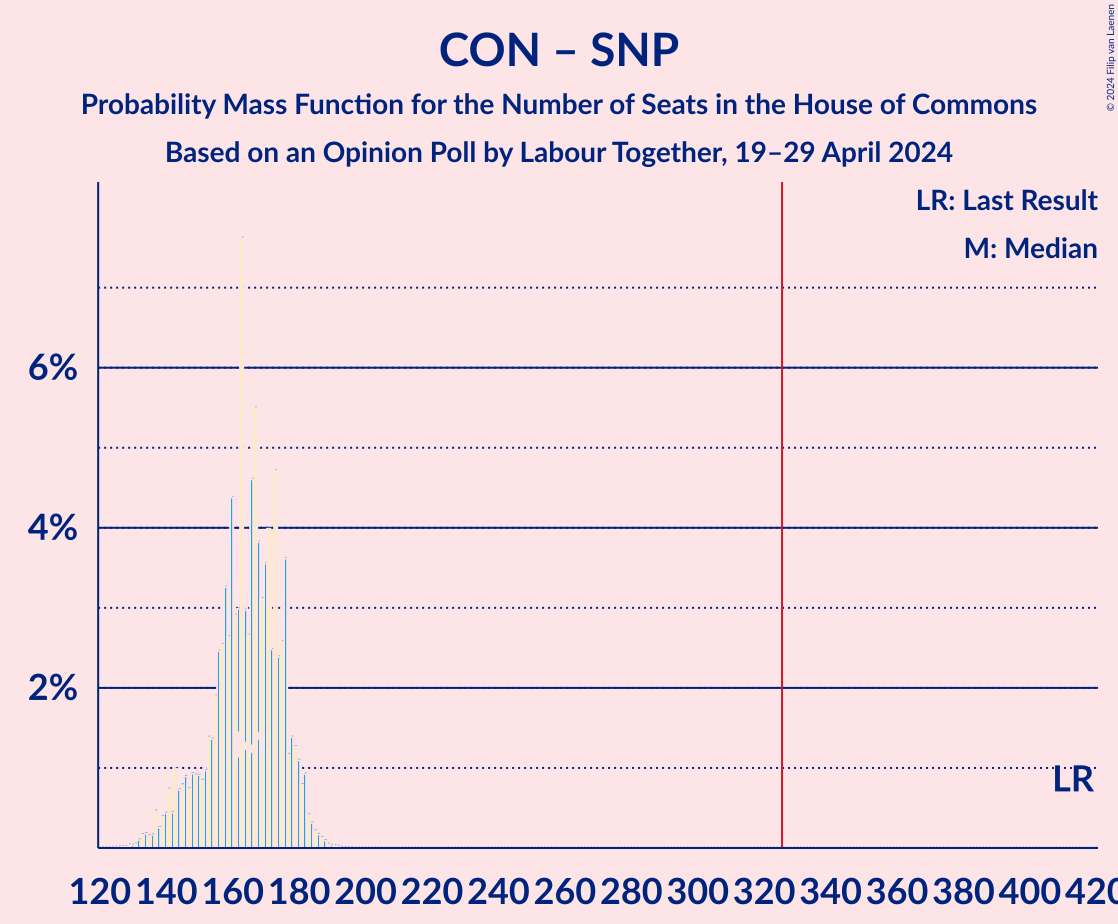 CON – SNP
Probability Mass Function for the Number of Seats in the House of Commons
Based on an Opinion Poll by Labour Together, 19–29 April 2024
© 2024 Filip van Laenen
LR: Last Result
M: Median
6%
4%
2%
LR
120 140 160 180 200 220 240 260 280 300 320 340 360 380 400 420